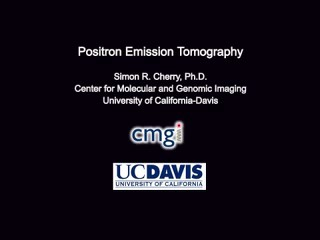 Positron Emission Tomography
Simon R. Cherry, Ph.D.
Center for Molecular and Genomic Imaging
University of California-Davis
cmgi
UCDAVIS
UNIVERSITY OF CALIFORNIA